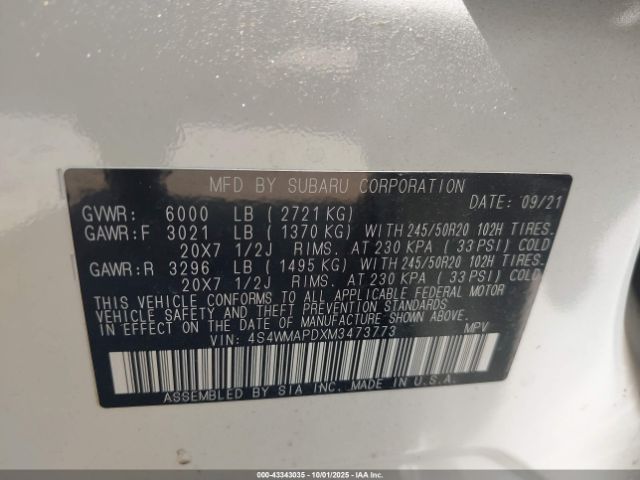 MFD BY SUBARU CORPORATION
DATE: 09/21
GVWR: 6000 LB (2721 KG)
GAWR:F 3021 LB (1370 KG) WITH 245/50R20 102H TIRES.
20X7 1/2J RIMS. AT 230 KPA (33 PSI) COLD
GAWR:R 3296 LB (1495 KG) WITH 245/50R20 102H TIRES.
20X7 1/2J RIMS. AT 230 KPA (33 PSI) COLD
THIS VEHICLE CONFORMS TO ALL APPLICABLE FEDERAL MOTOR
VEHICLE SAFETY AND THEFT PREVENTION STANDARDS
IN EFFECT ON THE DATE OF MANUFACTURE SHOWN ABOVE.
VIN: 4S4WMAPDXM3473773 MPV
ASSEMBLED BY SIA INC. MADE IN U.S.A.
000-43343035 - 10/01/2025 - IAAI.com